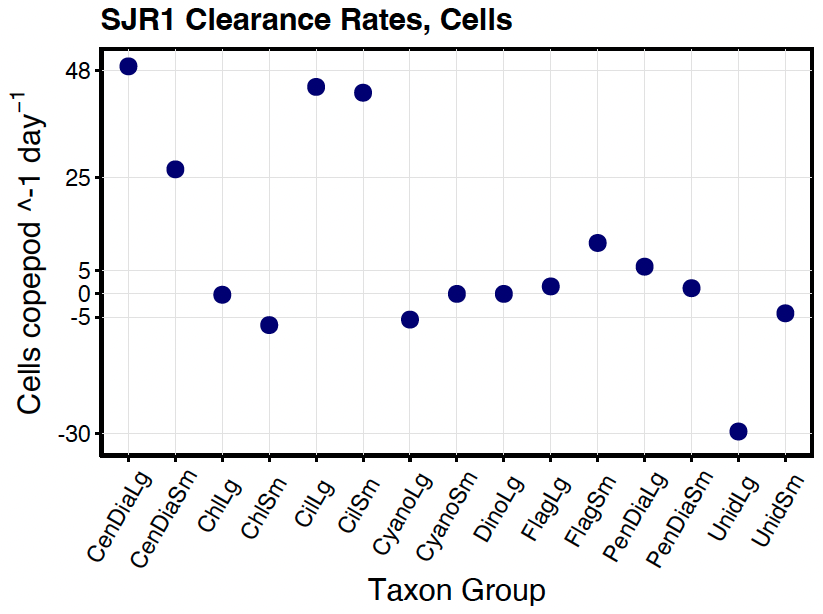 SJR1 Clearance Rates, Cells
Cells copepod ^-1 day⁻¹
48
25
5
0
-5
-30
CenDiaLg
CenDiaSm
ChlLg
ChlSm
CilLg
CilSm
CyanoLg
CyanoSm
DinoLg
FlagLg
FlagSm
PenDiaLg
PenDiaSm
UnidLg
UnidSm
Taxon Group